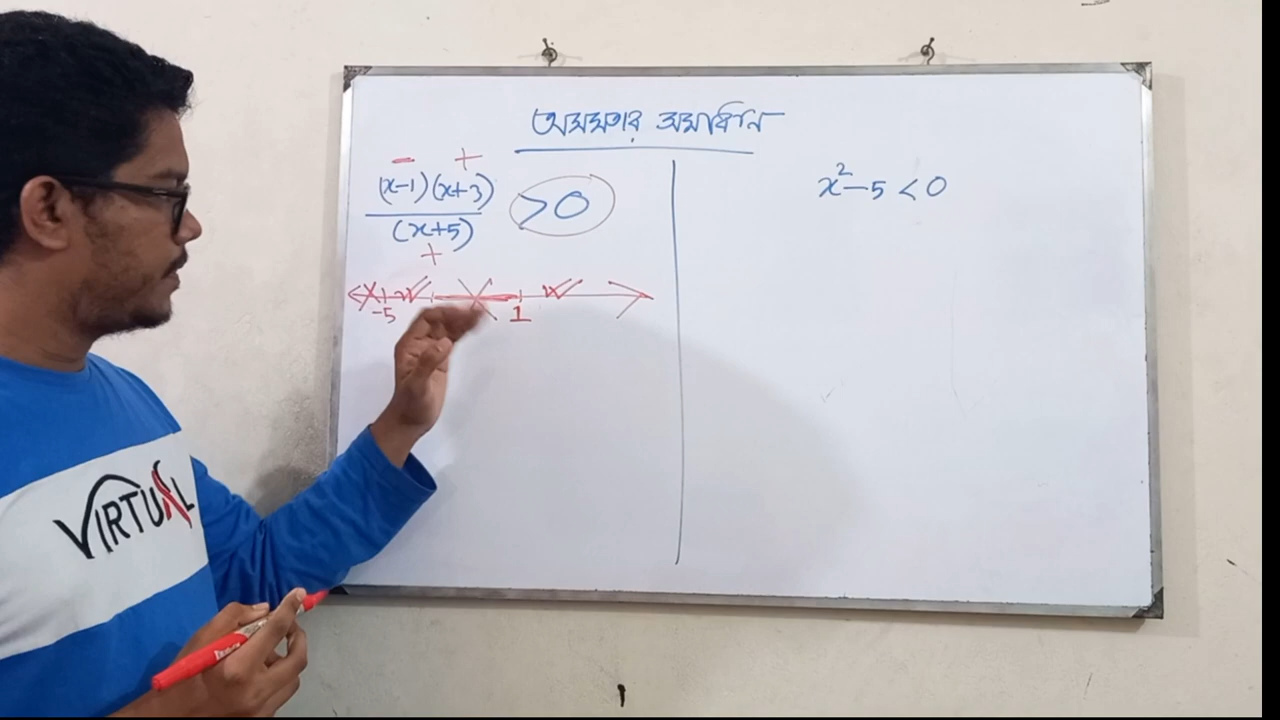 অসমতার সমাধান
- +
(x-1)(x+3)
(x+5)
>0
+
-5 1
x²-5<0
VIRTUAL